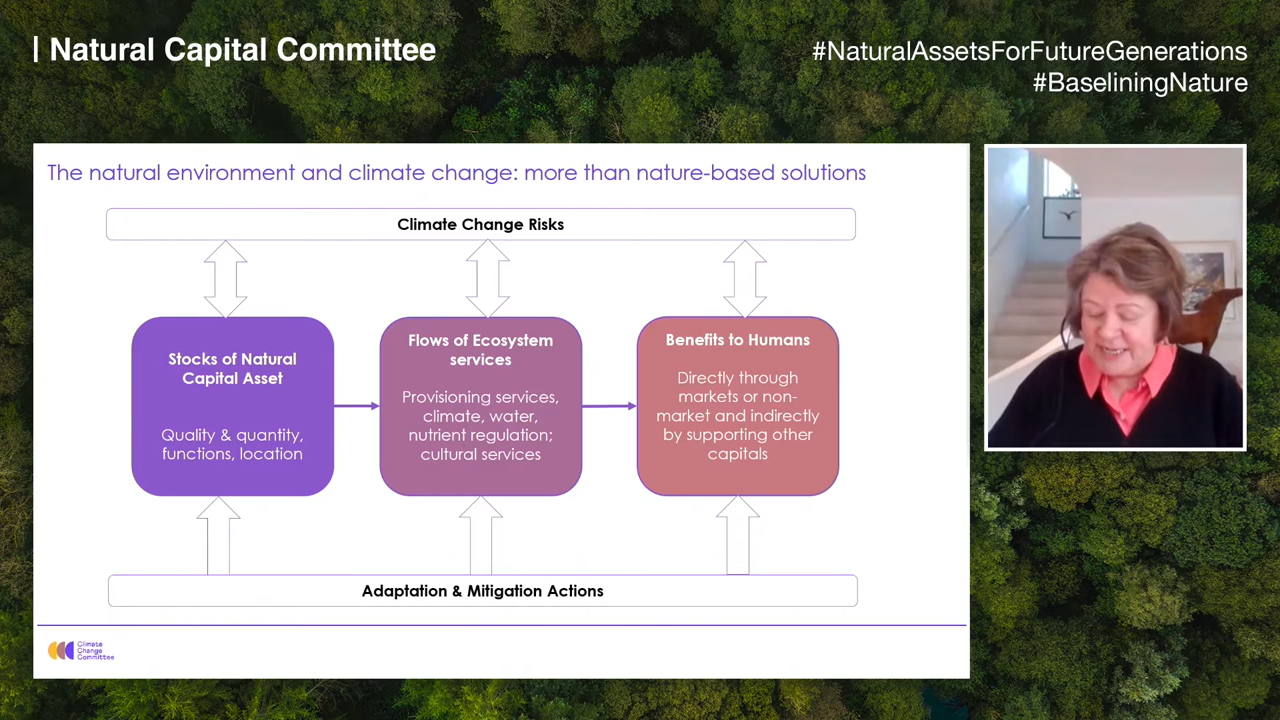 | Natural Capital Committee
#NaturalAssetsForFutureGenerations
#BaseliningNature
The natural environment and climate change: more than nature-based solutions
Climate Change Risks
Stocks of Natural
Capital Asset
Quality & quantity,
functions, location
Flows of Ecosystem
services
Provisioning services,
climate, water,
nutrient regulation;
cultural services
Benefits to Humans
Directly through
markets or non-
market and indirectly
by supporting other
capitals
Adaptation & Mitigation Actions
Climate
Change
Committee